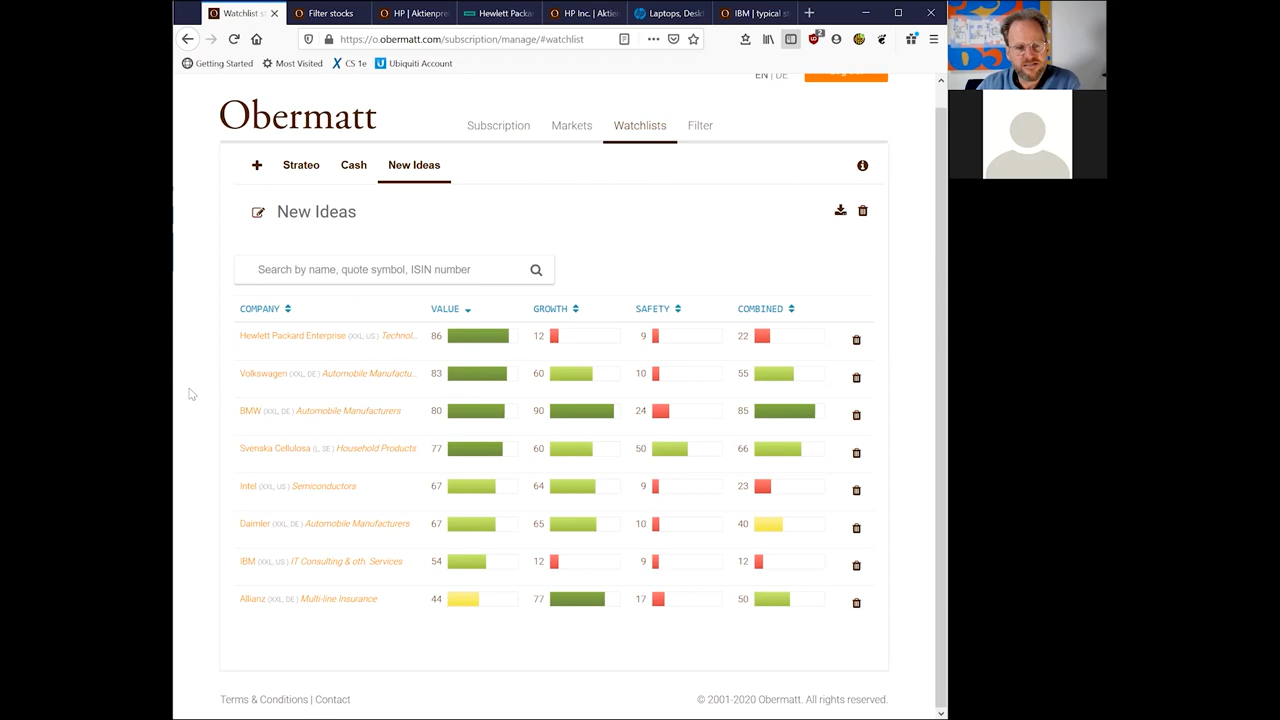 Watchlist s
Filter stocks
HP | Aktienpre
Hewlett Packa
HP Inc. | Aktien
Laptops, Desk
IBM | typical st
https://o.obermatt.com/subscription/manage/#watchlist
2
Getting Started
Most Visited
CS 1e
Ubiquiti Account
EN | DE
Obermatt
Subscription
Markets
Watchlists
Filter
Strateo
Cash
New Ideas
New Ideas
Search by name, quote symbol, ISIN number
COMPANY VALUE GROWTH SAFETY COMBINED
Hewlett Packard Enterprise (XXL, US) Technol... 86 12 9 22
Volkswagen (XXL, DE) Automobile Manufactu... 83 60 10 55
BMW (XXL, DE) Automobile Manufacturers 80 90 24 85
Svenska Cellulosa (L, SE) Household Products 77 60 50 66
Intel (XXL, US) Semiconductors 67 64 9 23
Daimler (XXL, DE) Automobile Manufacturers 67 65 10 40
IBM (XXL, US) IT Consulting & oth. Services 54 12 9 12
Allianz (XXL, DE) Multi-line Insurance 44 77 17 50
Terms & Conditions | Contact
© 2001-2020 Obermatt. All rights reserved.